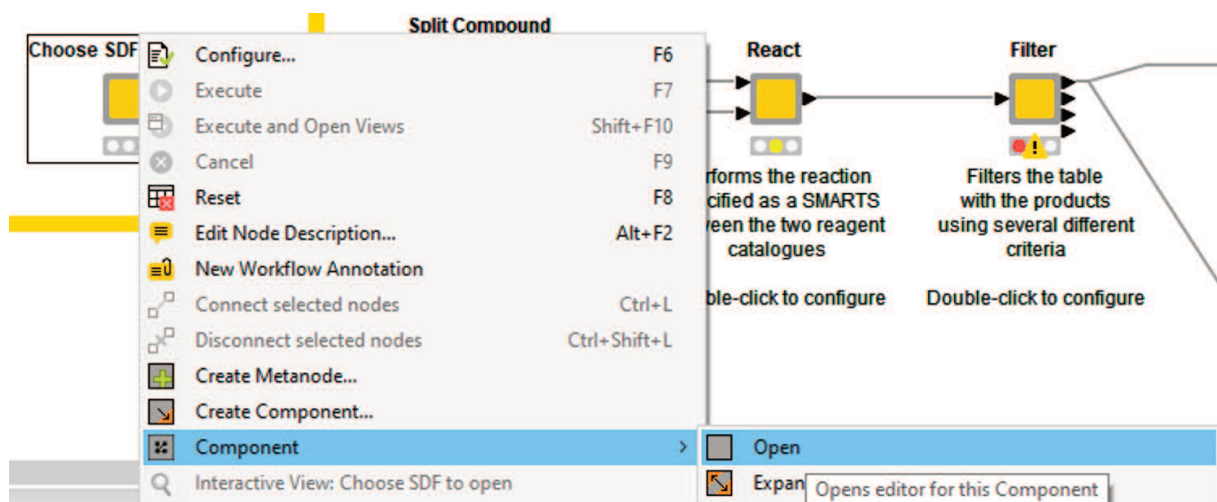 Split Compound
Choose SDF
React
Filter
Configure... F6
Execute F7
Execute and Open Views Shift+F10
Cancel F9
Reset F8
Edit Node Description... Alt+F2
New Workflow Annotation
Connect selected nodes Ctrl+L
Disconnect selected nodes Ctrl+Shift+L
Create Metanode...
Create Component...
Component >
Interactive View: Choose SDF to open
rforms the reaction
cified as a SMARTS
een the two reagent
catalogues
ble-click to configure
Filters the table
with the products
using several different
criteria
Double-click to configure
Open
Expan
Opens editor for this Component